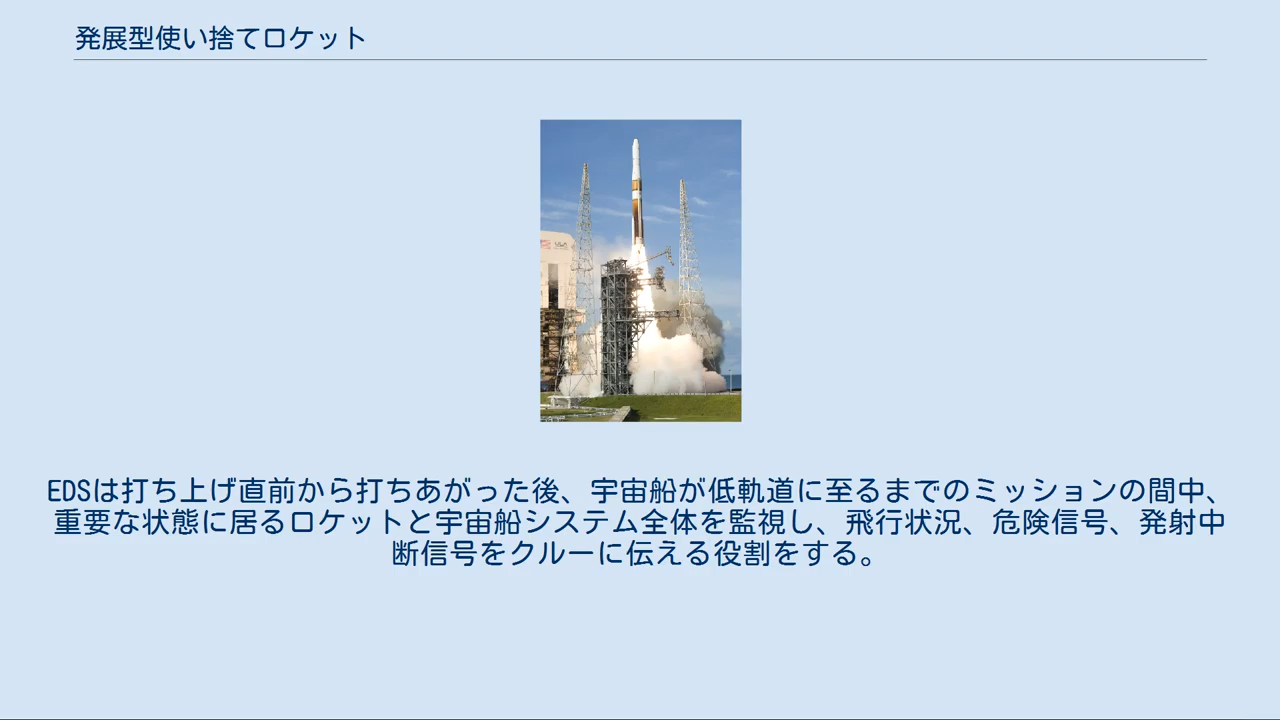 発展型使い捨てロケット
EDSは打ち上げ直前から打ちあがった後、宇宙船が低軌道に至るまでのミッションの間中、
重要な状態に居るロケットと宇宙船システム全体を監視し、飛行状況、危険信号、発射中
断信号をクルーに伝える役割をする。